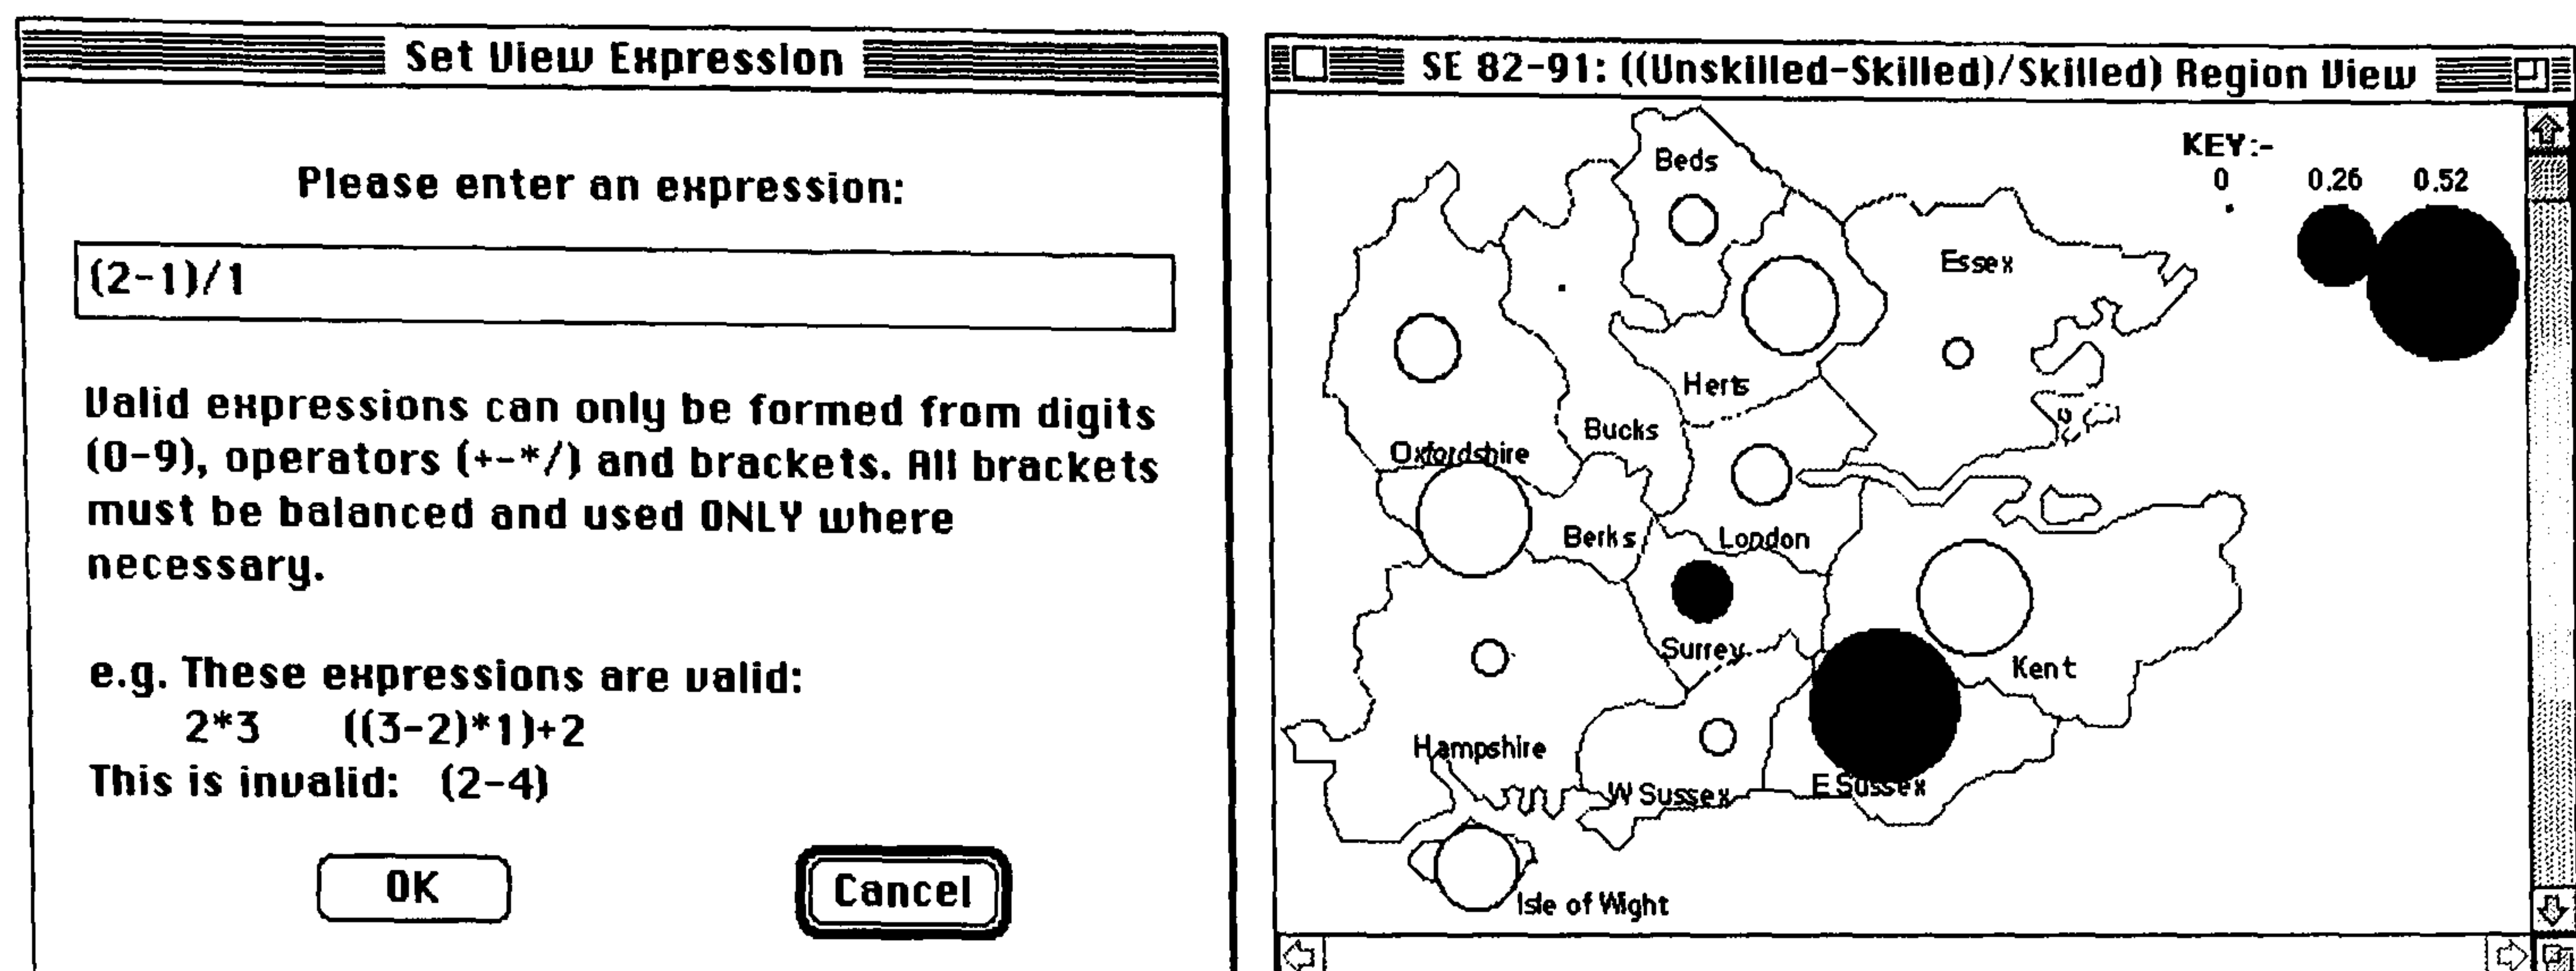 Set View Expression
Please enter an expression:
(2-1)/1
Valid expressions can only be formed from digits
(0-9), operators (+-*/) and brackets. All brackets
must be balanced and used ONLY where
necessary.
e.g. These expressions are valid:
2*3 ((3-2)*1)+2
This is invalid: (2-4)
OK Cancel
SE 82-91: ((Unskilled-Skilled)/Skilled) Region View
KEY:-
0 0.26 0.52
Beds
Essex
Herts
Bucks
Oxfordshire
Berks
London
Surrey
Kent
Hampshire
W Sussex
E Sussex
Isle of Wight